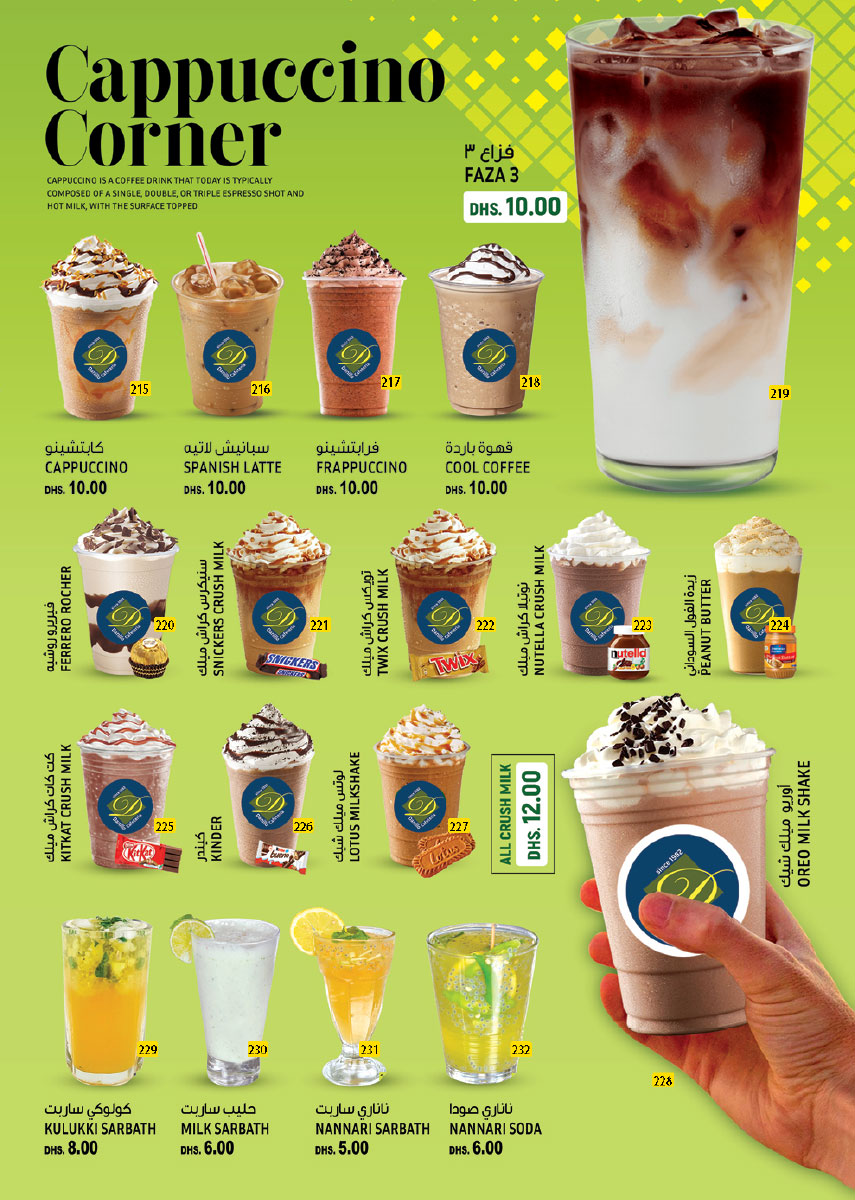 Cappuccino
Corner
CAPPUCCINO IS A COFFEE DRINK THAT TODAY IS TYPICALLY
COMPOSED OF A SINGLE, DOUBLE, OR TRIPLE ESPRESSO SHOT AND
HOT MILK, WITH THE SURFACE TOPPED
فزاع ٣
FAZA 3
DHS. 10.00
215
216
217
218
219
كابتشينو
CAPPUCCINO
DHS. 10.00
سبانيش لاتيه
SPANISH LATTE
DHS. 10.00
فرابتشينو
FRAPPUCCINO
DHS. 10.00
قهوة باردة
COOL COFFEE
DHS. 10.00
فيريرو روشيه
FERRERO ROCHER
220
سنيكرس كراش ميلك
SNICKERS CRUSH MILK
221
SNICKERS
تويكس كراش ميلك
TWIX CRUSH MILK
222
TWIX
نوتيلا كراش ميلك
NUTELLA CRUSH MILK
223
nutella
زبدة الفول السوداني
PEANUT BUTTER
224
كت كات كراش ميلك
KITKAT CRUSH MILK
225
KitKat
كيندر
KINDER
226
bueno
لوتس ميلك شيك
LOTUS MILKSHAKE
227
Lotus
ALL CRUSH MILK
DHS. 12.00
أوريو ميلك شيك
OREO MILK SHAKE
since 1982
D
228
229
230
231
232
كولوكي ساربت
KULUKKI SARBATH
DHS. 8.00
حليب ساربت
MILK SARBATH
DHS. 6.00
ناناري ساربت
NANNARI SARBATH
DHS. 5.00
ناناري صودا
NANNARI SODA
DHS. 6.00